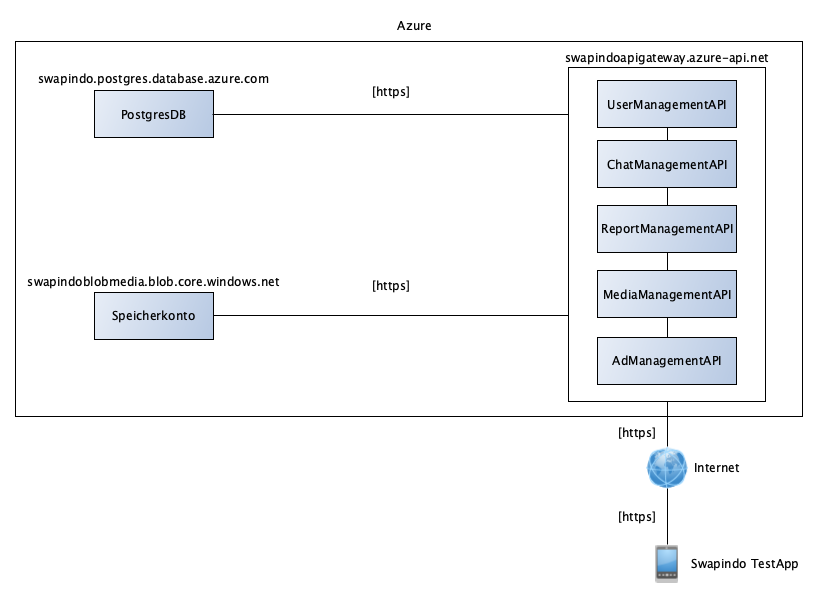 Azure
swapindoapigateway.azure-api.net
swapindo.postgres.database.azure.com
[https]
PostgresDB
UserManagementAPI
ChatManagementAPI
ReportManagementAPI
swapindoblobmedia.blob.core.windows.net
[https]
Speicherkonto
MediaManagementAPI
AdManagementAPI
[https]
Internet
[https]
Swapindo TestApp